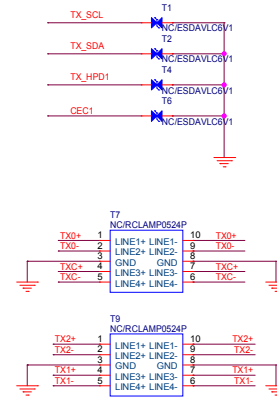 TX_SCL
T1
NC/ESDAVLC6V1
TX_SDA
T2
NC/ESDAVLC6V1
TX_HPD1
T4
NC/ESDAVLC6V1
CEC1
T6
NC/ESDAVLC6V1
T7
NC/RCLAMP0524P
TX0+ 1 LINE1+ LINE1- 10 TX0+
TX0- 2 LINE2+ LINE2- 9 TX0-
3 GND GND 8
TXC+ 4 LINE3+ LINE3- 7 TXC+
TXC- 5 LINE4+ LINE4- 6 TXC-
T9
NC/RCLAMP0524P
TX2+ 1 LINE1+ LINE1- 10 TX2+
TX2- 2 LINE2+ LINE2- 9 TX2-
3 GND GND 8
TX1+ 4 LINE3+ LINE3- 7 TX1+
TX1- 5 LINE4+ LINE4- 6 TX1-